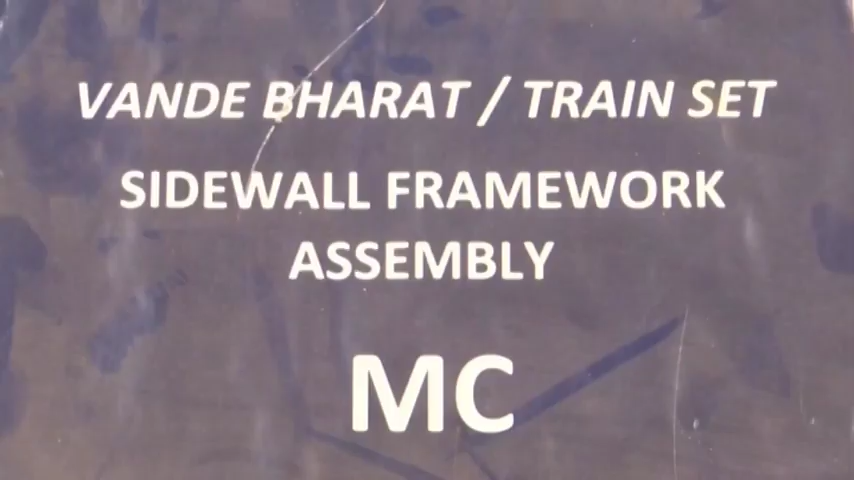 VANDE BHARAT / TRAIN SET
SIDEWALL FRAMEWORK
ASSEMBLY
MC